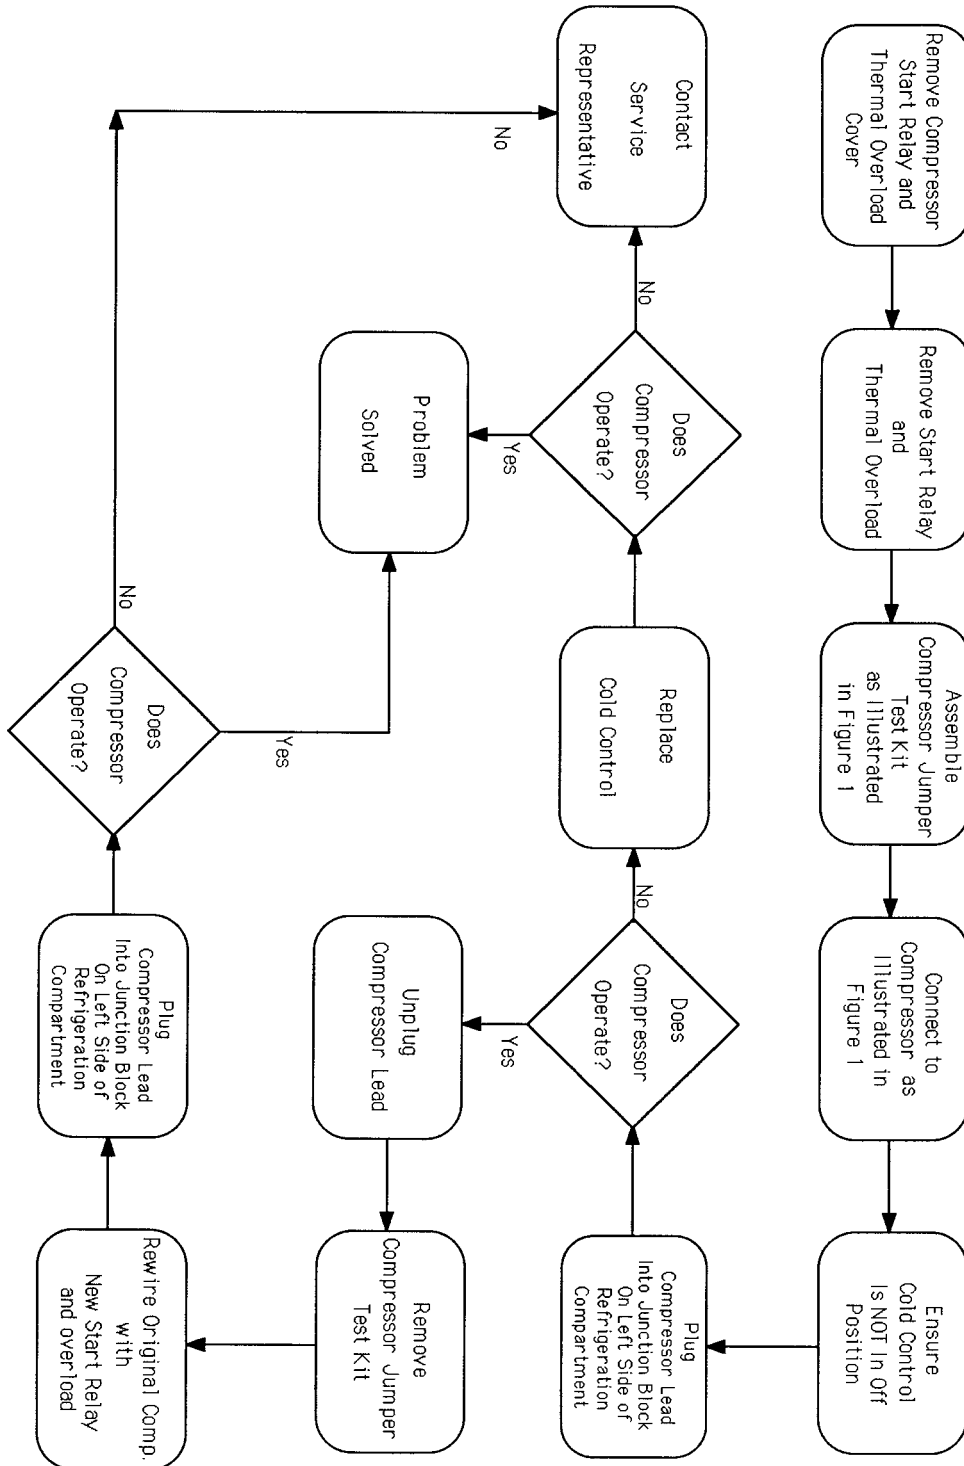 Remove Compressor
Start Relay and
Thermal Overload
Cover
Remove Start Relay
and
Thermal Overload
Assemble
Compressor Jumper
Test Kit
as Illustrated
in Figure 1
Connect to
Compressor as
Illustrated in
Figure 1
Ensure
Cold Control
Is NOT In Off
Position
Contact
Service
Representative
No
Does
Compressor
Operate?
Yes
Replace
Cold Control
No
Does
Compressor
Operate?
Yes
Plug
Compressor Lead
Into Junction Block
On Left Side of
Refrigeration
Compartment
Problem
Solved
Unplug
Compressor Lead
Remove
Compressor Jumper
Test Kit
No
No
Does
Compressor
Operate?
Yes
Plug
Compressor Lead
Into Junction Block
On Left Side of
Refrigeration
Compartment
Rewire Original Comp.
with
New Start Relay
and overload